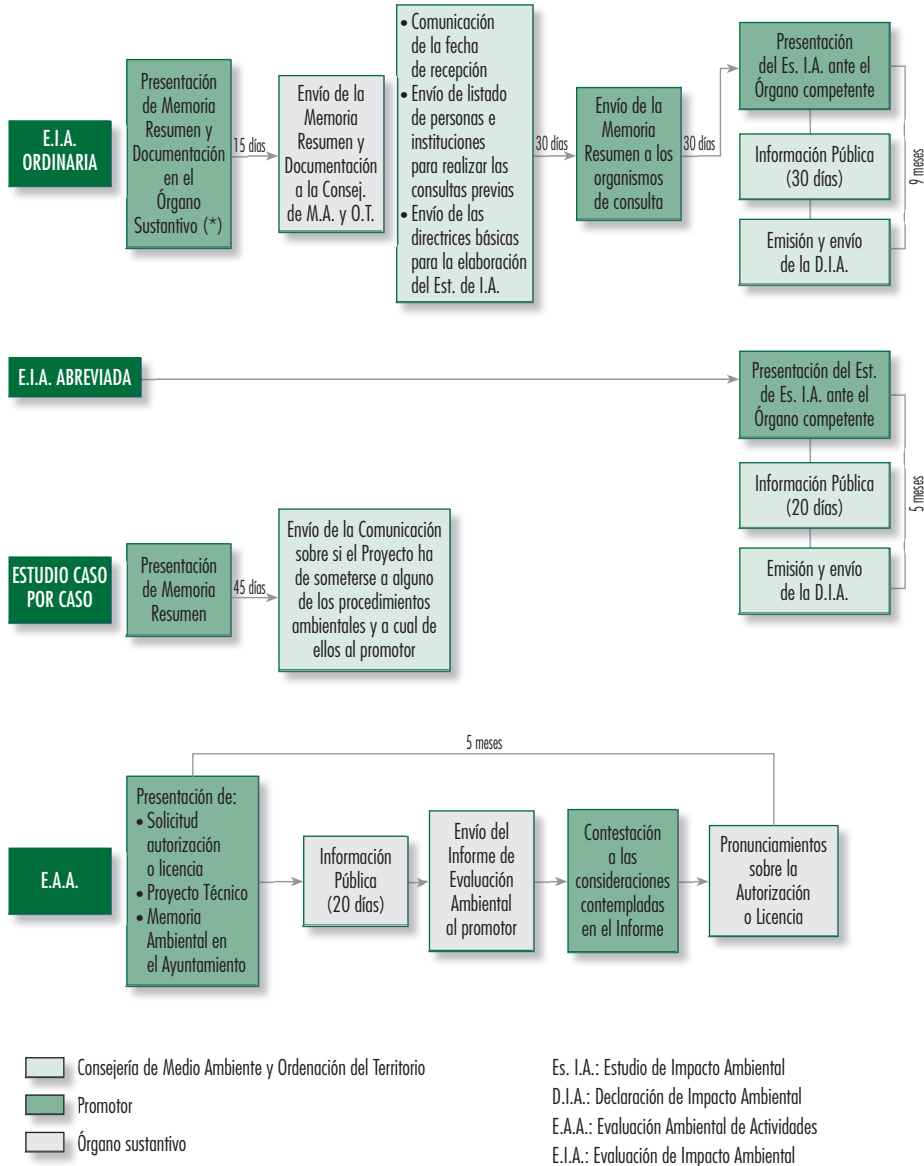 E.I.A.
ORDINARIA
Presentación
de Memoria
Resumen y
Documentación
en el
Órgano
Sustantivo (*)
15 días
Envío de la
Memoria
Resumen y
Documentación
a la Consej.
de M.A. y O.T.
• Comunicación
de la fecha
de recepción
• Envío de listado
de personas e
instituciones
para realizar las
consultas previas
• Envío de las
directrices básicas
para la elaboración
del Est. de I.A.
30 días
Envío de la
Memoria
Resumen a los
organismos
de consulta
30 días
Presentación
del Es. I.A. ante el
Órgano competente
Información Pública
(30 días)
Emisión y envío
de la D.I.A.
9 meses
E.I.A. ABREVIADA
Presentación del Est.
de Es. I.A. ante el
Órgano competente
Información Pública
(20 días)
Emisión y envío
de la D.I.A.
5 meses
ESTUDIO CASO
POR CASO
Presentación
de Memoria
Resumen
45 días
Envío de la Comunicación
sobre si el Proyecto ha
de someterse a alguno
de los procedimientos
ambientales y a cual de
ellos al promotor
5 meses
E.A.A.
Presentación de:
• Solicitud
autorización
o licencia
• Proyecto Técnico
• Memoria
Ambiental en
el Ayuntamiento
Información
Pública
(20 días)
Envío del
Informe de
Evaluación
Ambiental
al promotor
Contestación
a las
consideraciones
contempladas
en el Informe
Pronunciamientos
sobre la
Autorización
o Licencia
Consejería de Medio Ambiente y Ordenación del Territorio
Promotor
Órgano sustantivo
Es. I.A.: Estudio de Impacto Ambiental
D.I.A.: Declaración de Impacto Ambiental
E.A.A.: Evaluación Ambiental de Actividades
E.I.A.: Evaluación de Impacto Ambiental